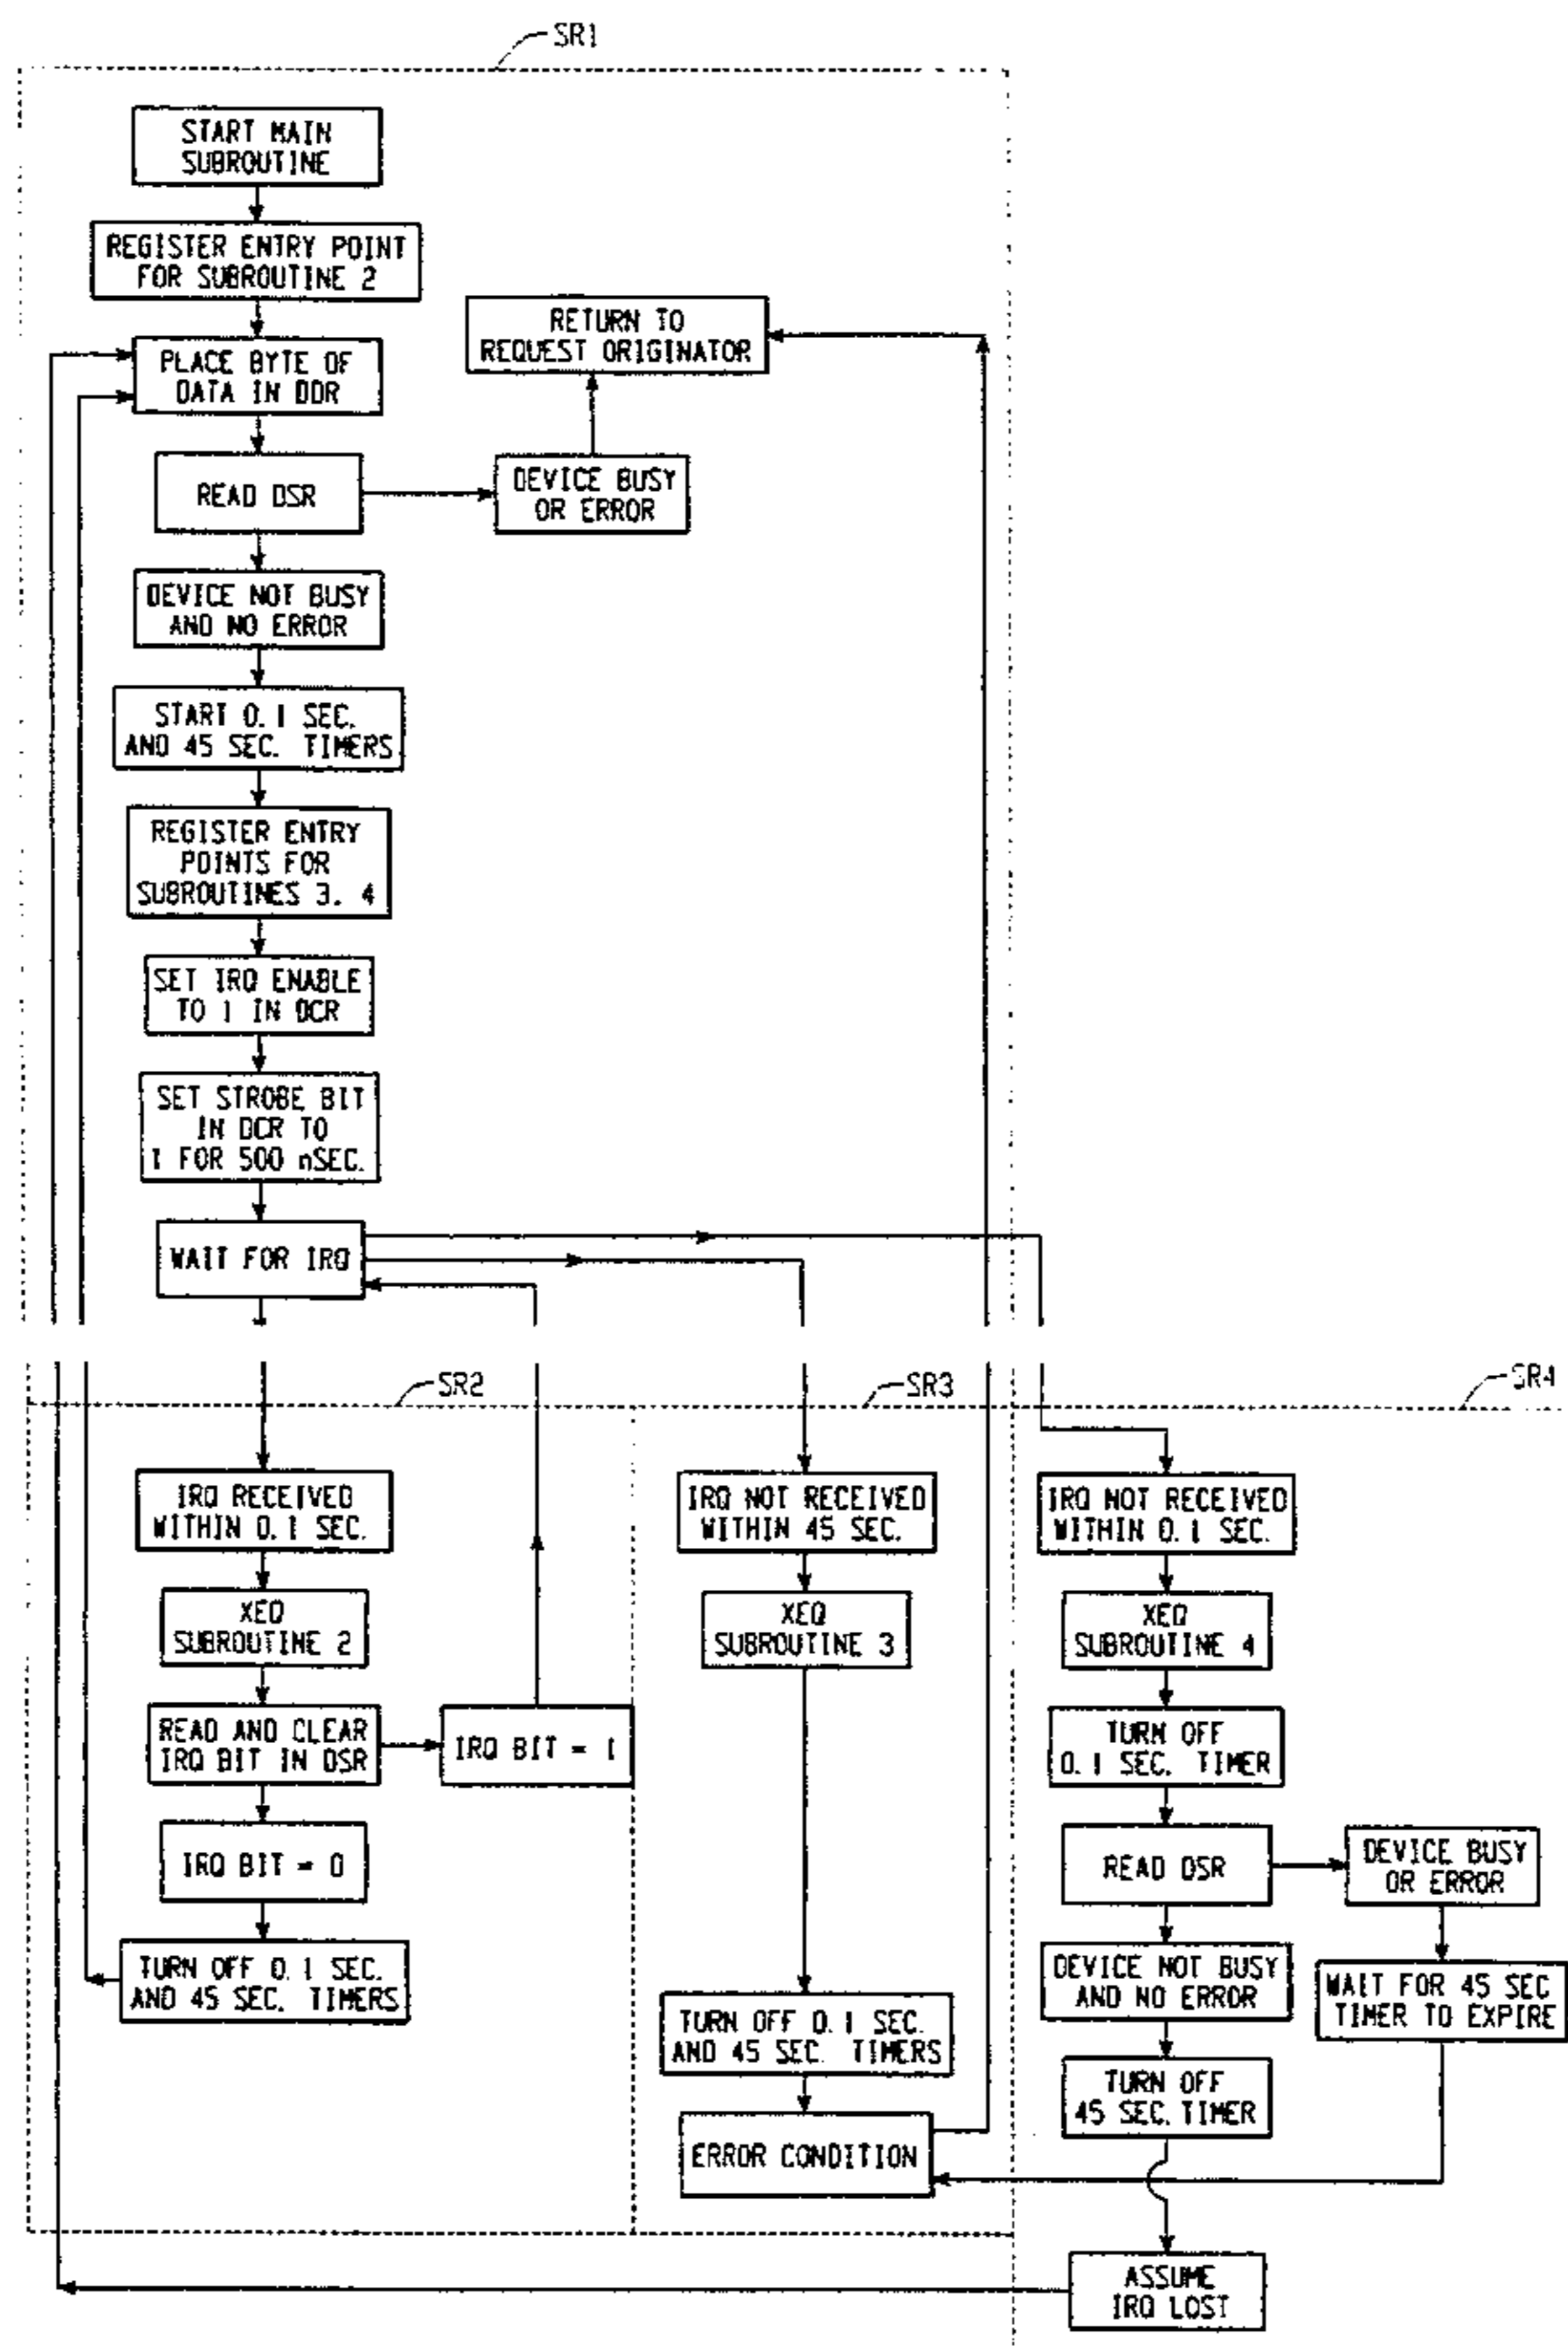 SR1
START MAIN
SUBROUTINE
REGISTER ENTRY POINT
FOR SUBROUTINE 2
RETURN TO
REQUEST ORIGINATOR
PLACE BYTE OF
DATA IN DDR
READ DSR
DEVICE BUSY
OR ERROR
DEVICE NOT BUSY
AND NO ERROR
START 0.1 SEC.
AND 45 SEC. TIMERS
REGISTER ENTRY
POINTS FOR
SUBROUTINES 3, 4
SET IRQ ENABLE
TO 1 IN DCR
SET STROBE BIT
IN DCR TO
1 FOR 500 nSEC.
WAIT FOR IRQ
SR2
SR3
SR4
IRQ RECEIVED
WITHIN 0.1 SEC.
XEQ
SUBROUTINE 2
READ AND CLEAR
IRQ BIT IN DSR
IRQ BIT = 1
IRQ BIT = 0
TURN OFF 0.1 SEC.
AND 45 SEC. TIMERS
IRQ NOT RECEIVED
WITHIN 45 SEC.
XEQ
SUBROUTINE 3
TURN OFF 0.1 SEC.
AND 45 SEC. TIMERS
ERROR CONDITION
IRQ NOT RECEIVED
WITHIN 0.1 SEC.
XEQ
SUBROUTINE 4
TURN OFF
0.1 SEC. TIMER
READ DSR
DEVICE BUSY
OR ERROR
DEVICE NOT BUSY
AND NO ERROR
WAIT FOR 45 SEC
TIMER TO EXPIRE
TURN OFF
45 SEC. TIMER
ASSUME
IRQ LOST